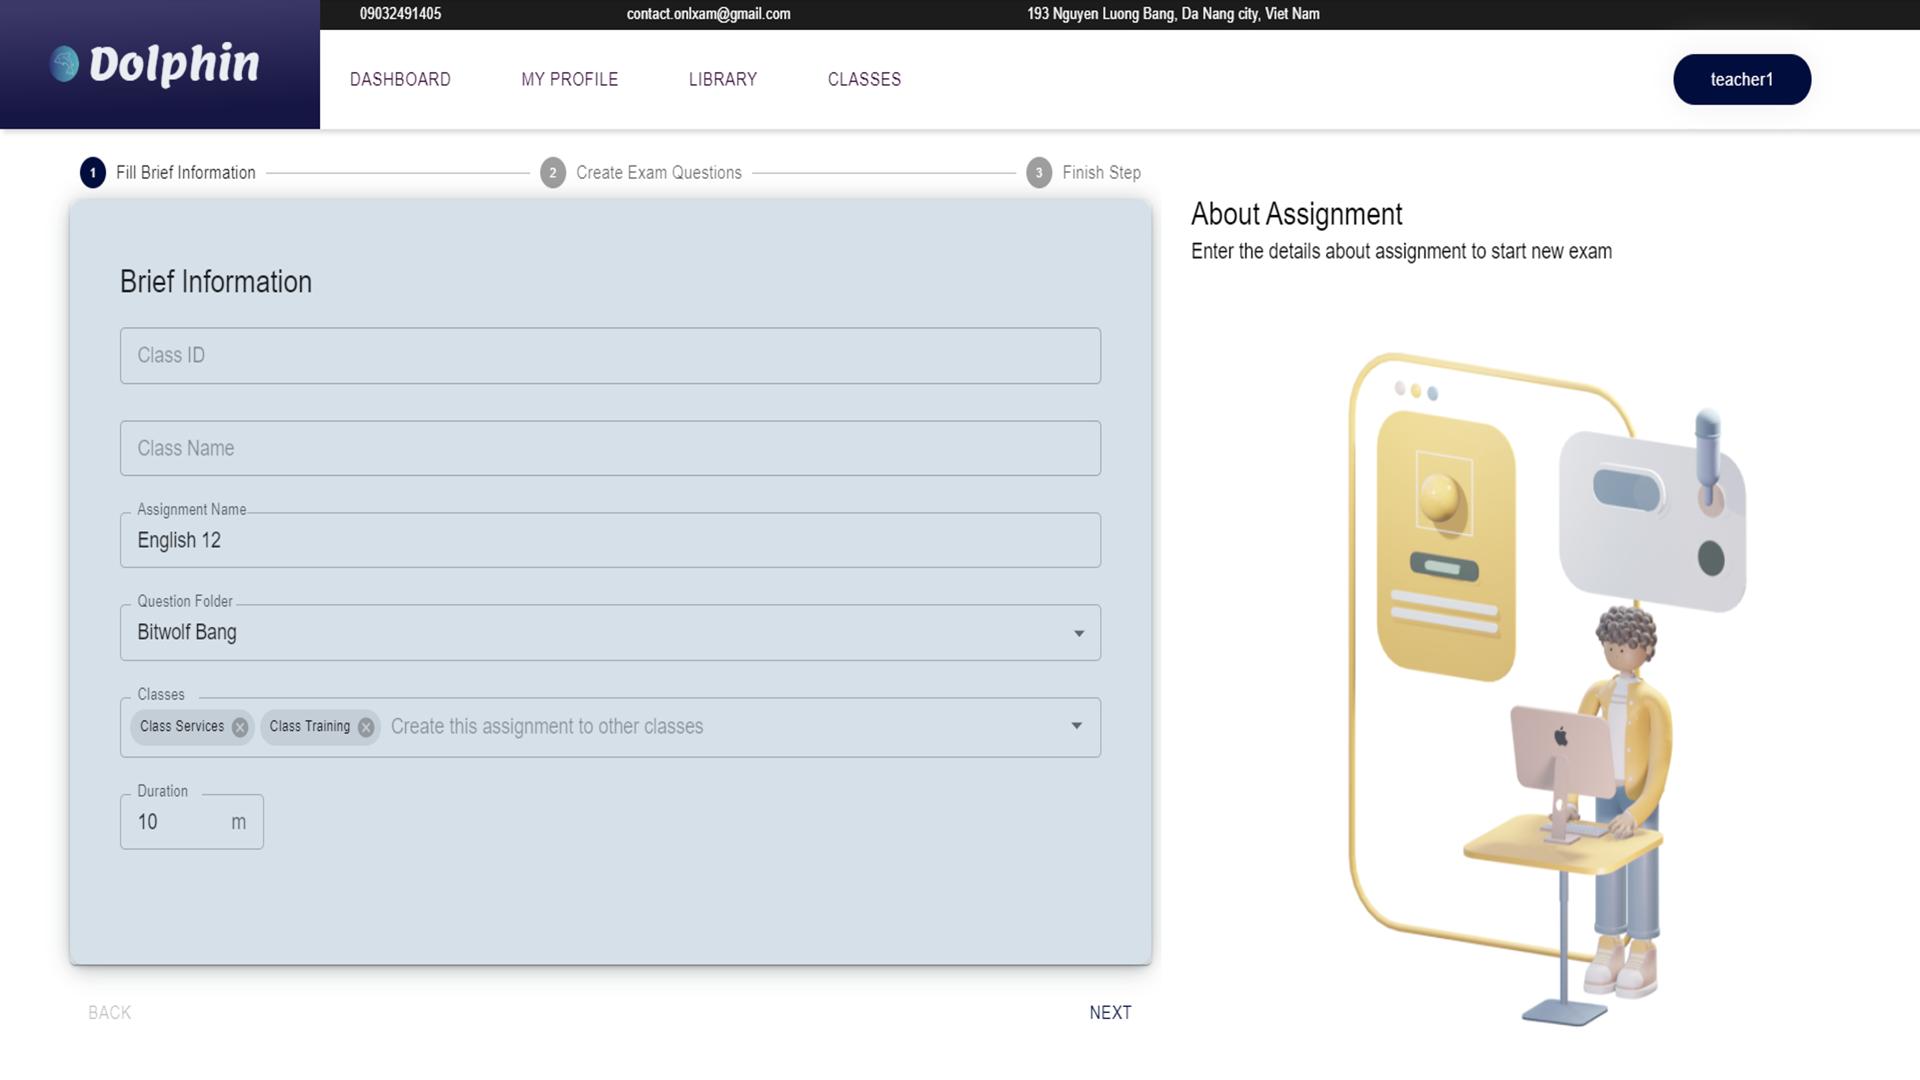 09032491405 contact.onlxam@gmail.com 193 Nguyen Luong Bang, Da Nang city, Viet Nam
Dolphin
DASHBOARD MY PROFILE LIBRARY CLASSES teacher1
1 Fill Brief Information 2 Create Exam Questions 3 Finish Step
Brief Information
Class ID
Class Name
Assignment Name
English 12
Question Folder
Bitwolf Bang
Classes
Class Services Class Training Create this assignment to other classes
Duration
10 m
BACK NEXT
About Assignment
Enter the details about assignment to start new exam